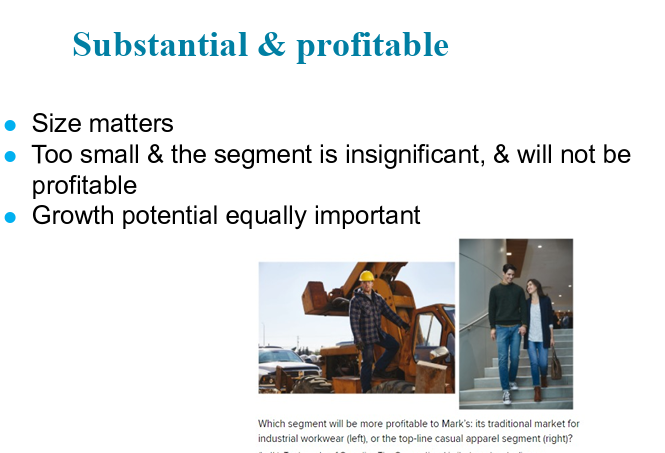 Substantial & profitable
● Size matters
● Too small & the segment is insignificant, & will not be
profitable
● Growth potential equally important
Which segment will be more profitable to Mark's: its traditional market for
industrial workwear (left), or the top-line casual apparel segment (right)?